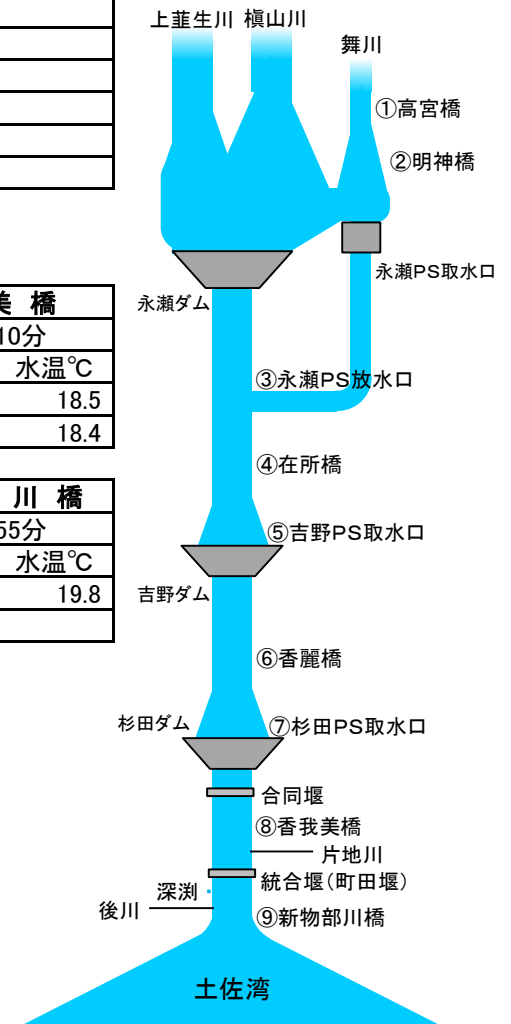 上韮生川 槇山川
舞川
①高宮橋
②明神橋
永瀬PS取水口
永瀬ダム
③永瀬PS放水口
④在所橋
⑤吉野PS取水口
吉野ダム
⑥香麗橋
杉田ダム
⑦杉田PS取水口
合同堰
⑧香我美橋
片地川
統合堰(町田堰)
深渕
後川
⑨新物部川橋
土佐湾
美 橋
10分
水温℃
18.5
18.4
川 橋
55分
水温℃
19.8